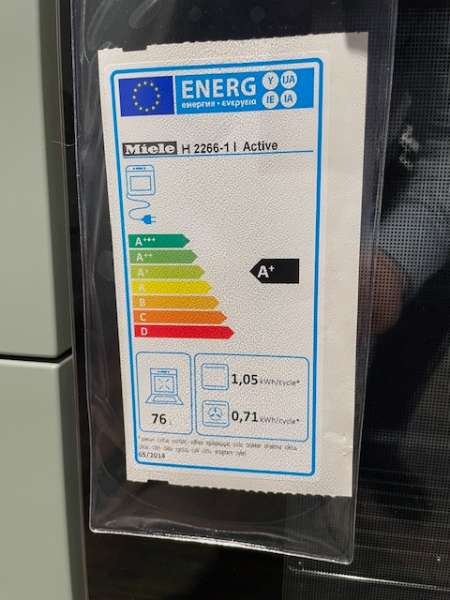 ENERG
енергия · ενεργεια
Y UA
IE IA
Miele H 2266-1 I Active
A+++
A++
A+
A
B
C
D
A+
1,05 kWh/cycle*
76 L
0,71 kWh/cycle*
65/2014